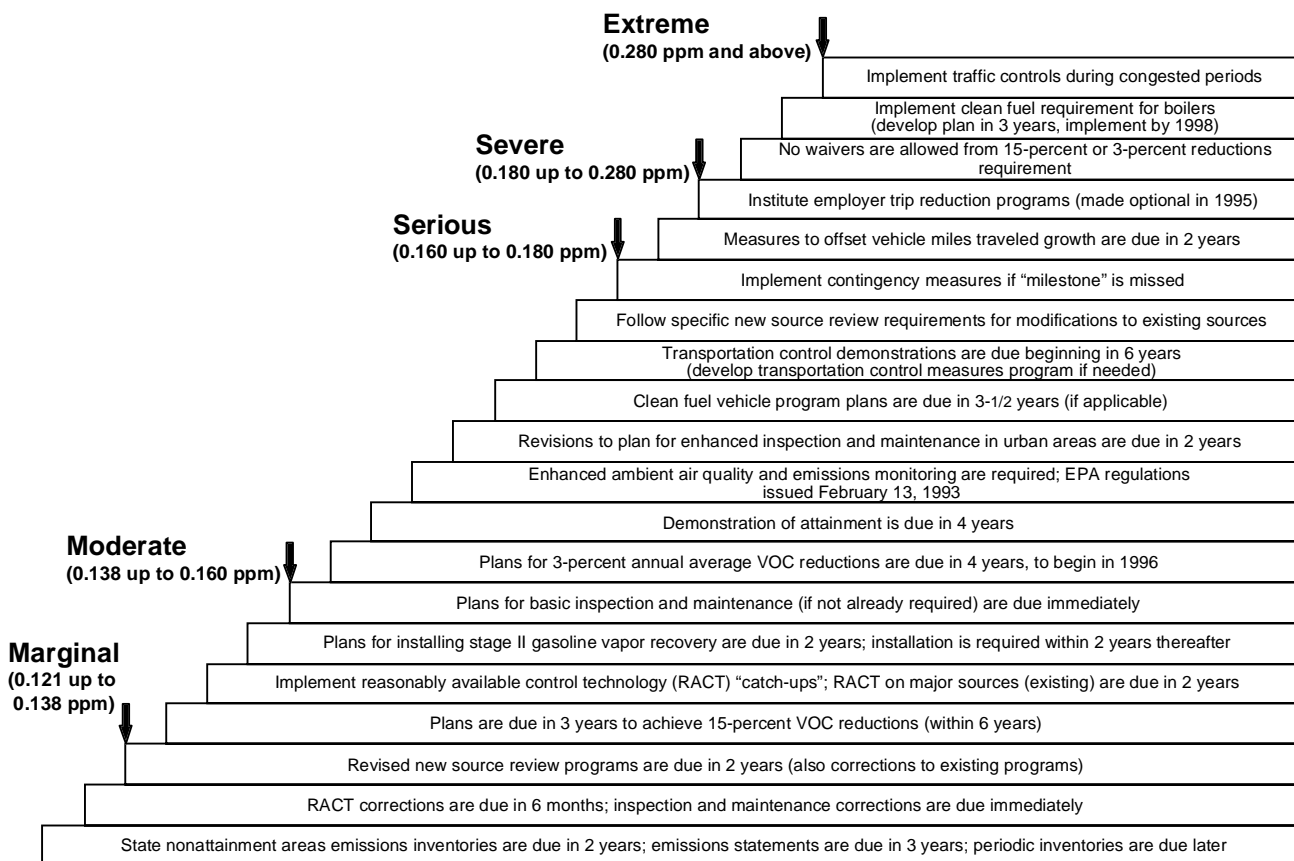 Extreme
(0.280 ppm and above)
Implement traffic controls during congested periods
Implement clean fuel requirement for boilers
(develop plan in 3 years, implement by 1998)
Severe
(0.180 up to 0.280 ppm)
No waivers are allowed from 15-percent or 3-percent reductions
requirement
Institute employer trip reduction programs (made optional in 1995)
Serious
(0.160 up to 0.180 ppm)
Measures to offset vehicle miles traveled growth are due in 2 years
Implement contingency measures if “milestone” is missed
Follow specific new source review requirements for modifications to existing sources
Transportation control demonstrations are due beginning in 6 years
(develop transportation control measures program if needed)
Clean fuel vehicle program plans are due in 3-1/2 years (if applicable)
Revisions to plan for enhanced inspection and maintenance in urban areas are due in 2 years
Enhanced ambient air quality and emissions monitoring are required; EPA regulations
issued February 13, 1993
Demonstration of attainment is due in 4 years
Moderate
(0.138 up to 0.160 ppm)
Plans for 3-percent annual average VOC reductions are due in 4 years, to begin in 1996
Plans for basic inspection and maintenance (if not already required) are due immediately
Plans for installing stage II gasoline vapor recovery are due in 2 years; installation is required within 2 years thereafter
Marginal
(0.121 up to
0.138 ppm)
Implement reasonably available control technology (RACT) “catch-ups”; RACT on major sources (existing) are due in 2 years
Plans are due in 3 years to achieve 15-percent VOC reductions (within 6 years)
Revised new source review programs are due in 2 years (also corrections to existing programs)
RACT corrections are due in 6 months; inspection and maintenance corrections are due immediately
State nonattainment areas emissions inventories are due in 2 years; emissions statements are due in 3 years; periodic inventories are due later